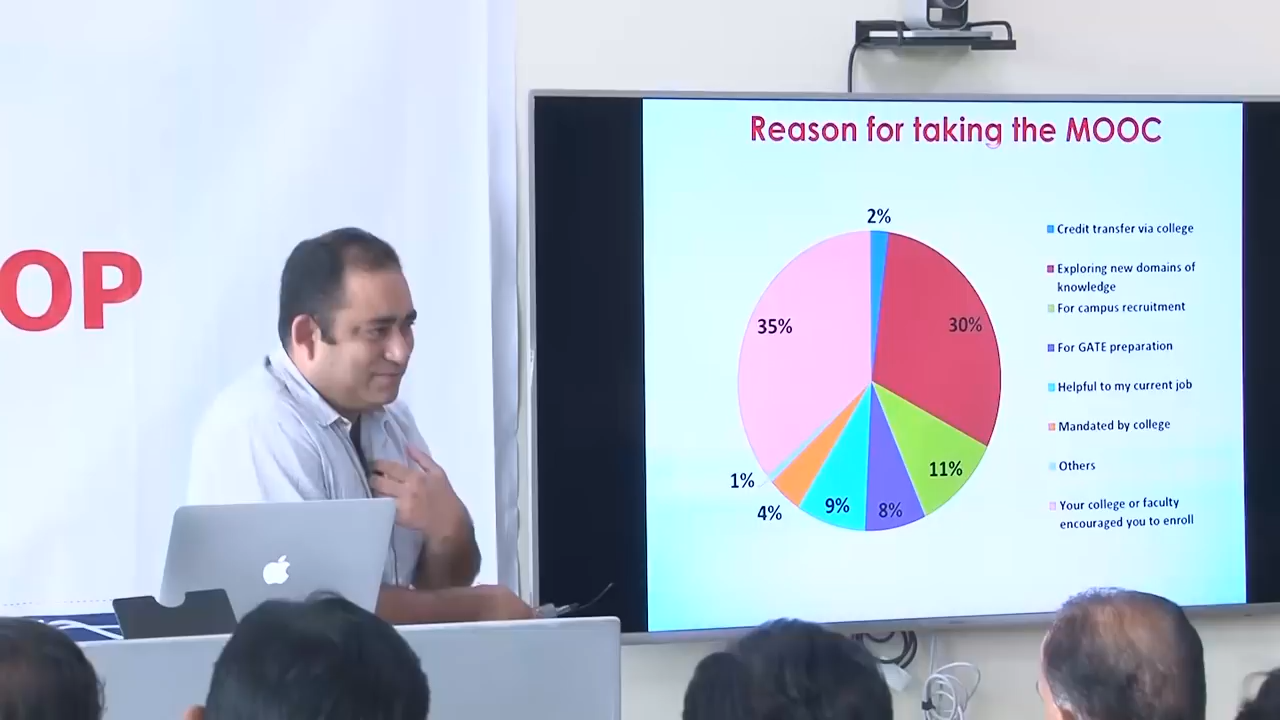 OP
Reason for taking the MOOC
2%
30%
11%
8%
9%
4%
1%
35%
Credit transfer via college
Exploring new domains of
knowledge
For campus recruitment
For GATE preparation
Helpful to my current job
Mandated by college
Others
Your college or faculty
encouraged you to enroll